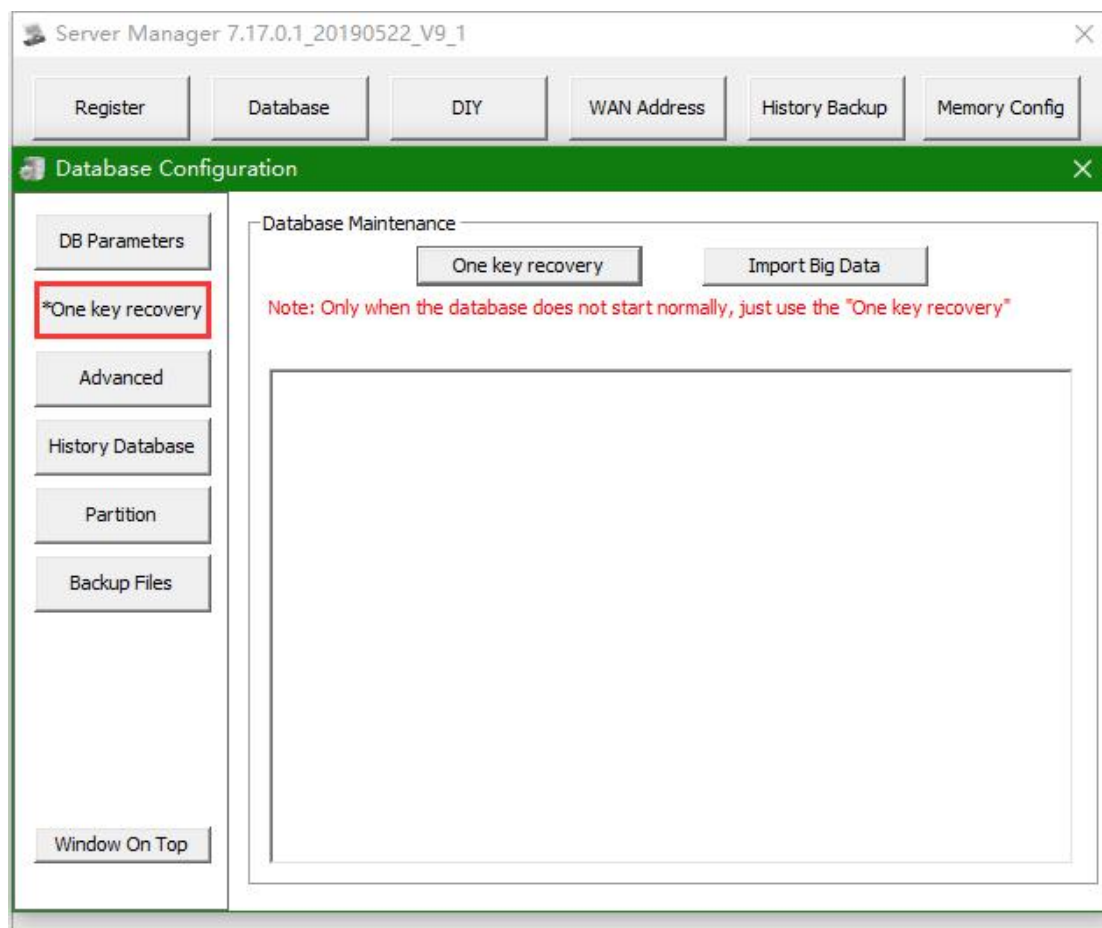 Server Manager 7.17.0.1_20190522_V9_1
Register Database DIY WAN Address History Backup Memory Config
Database Configuration
DB Parameters
*One key recovery
Advanced
History Database
Partition
Backup Files
Window On Top
Database Maintenance
One key recovery Import Big Data
Note: Only when the database does not start normally, just use the "One key recovery"